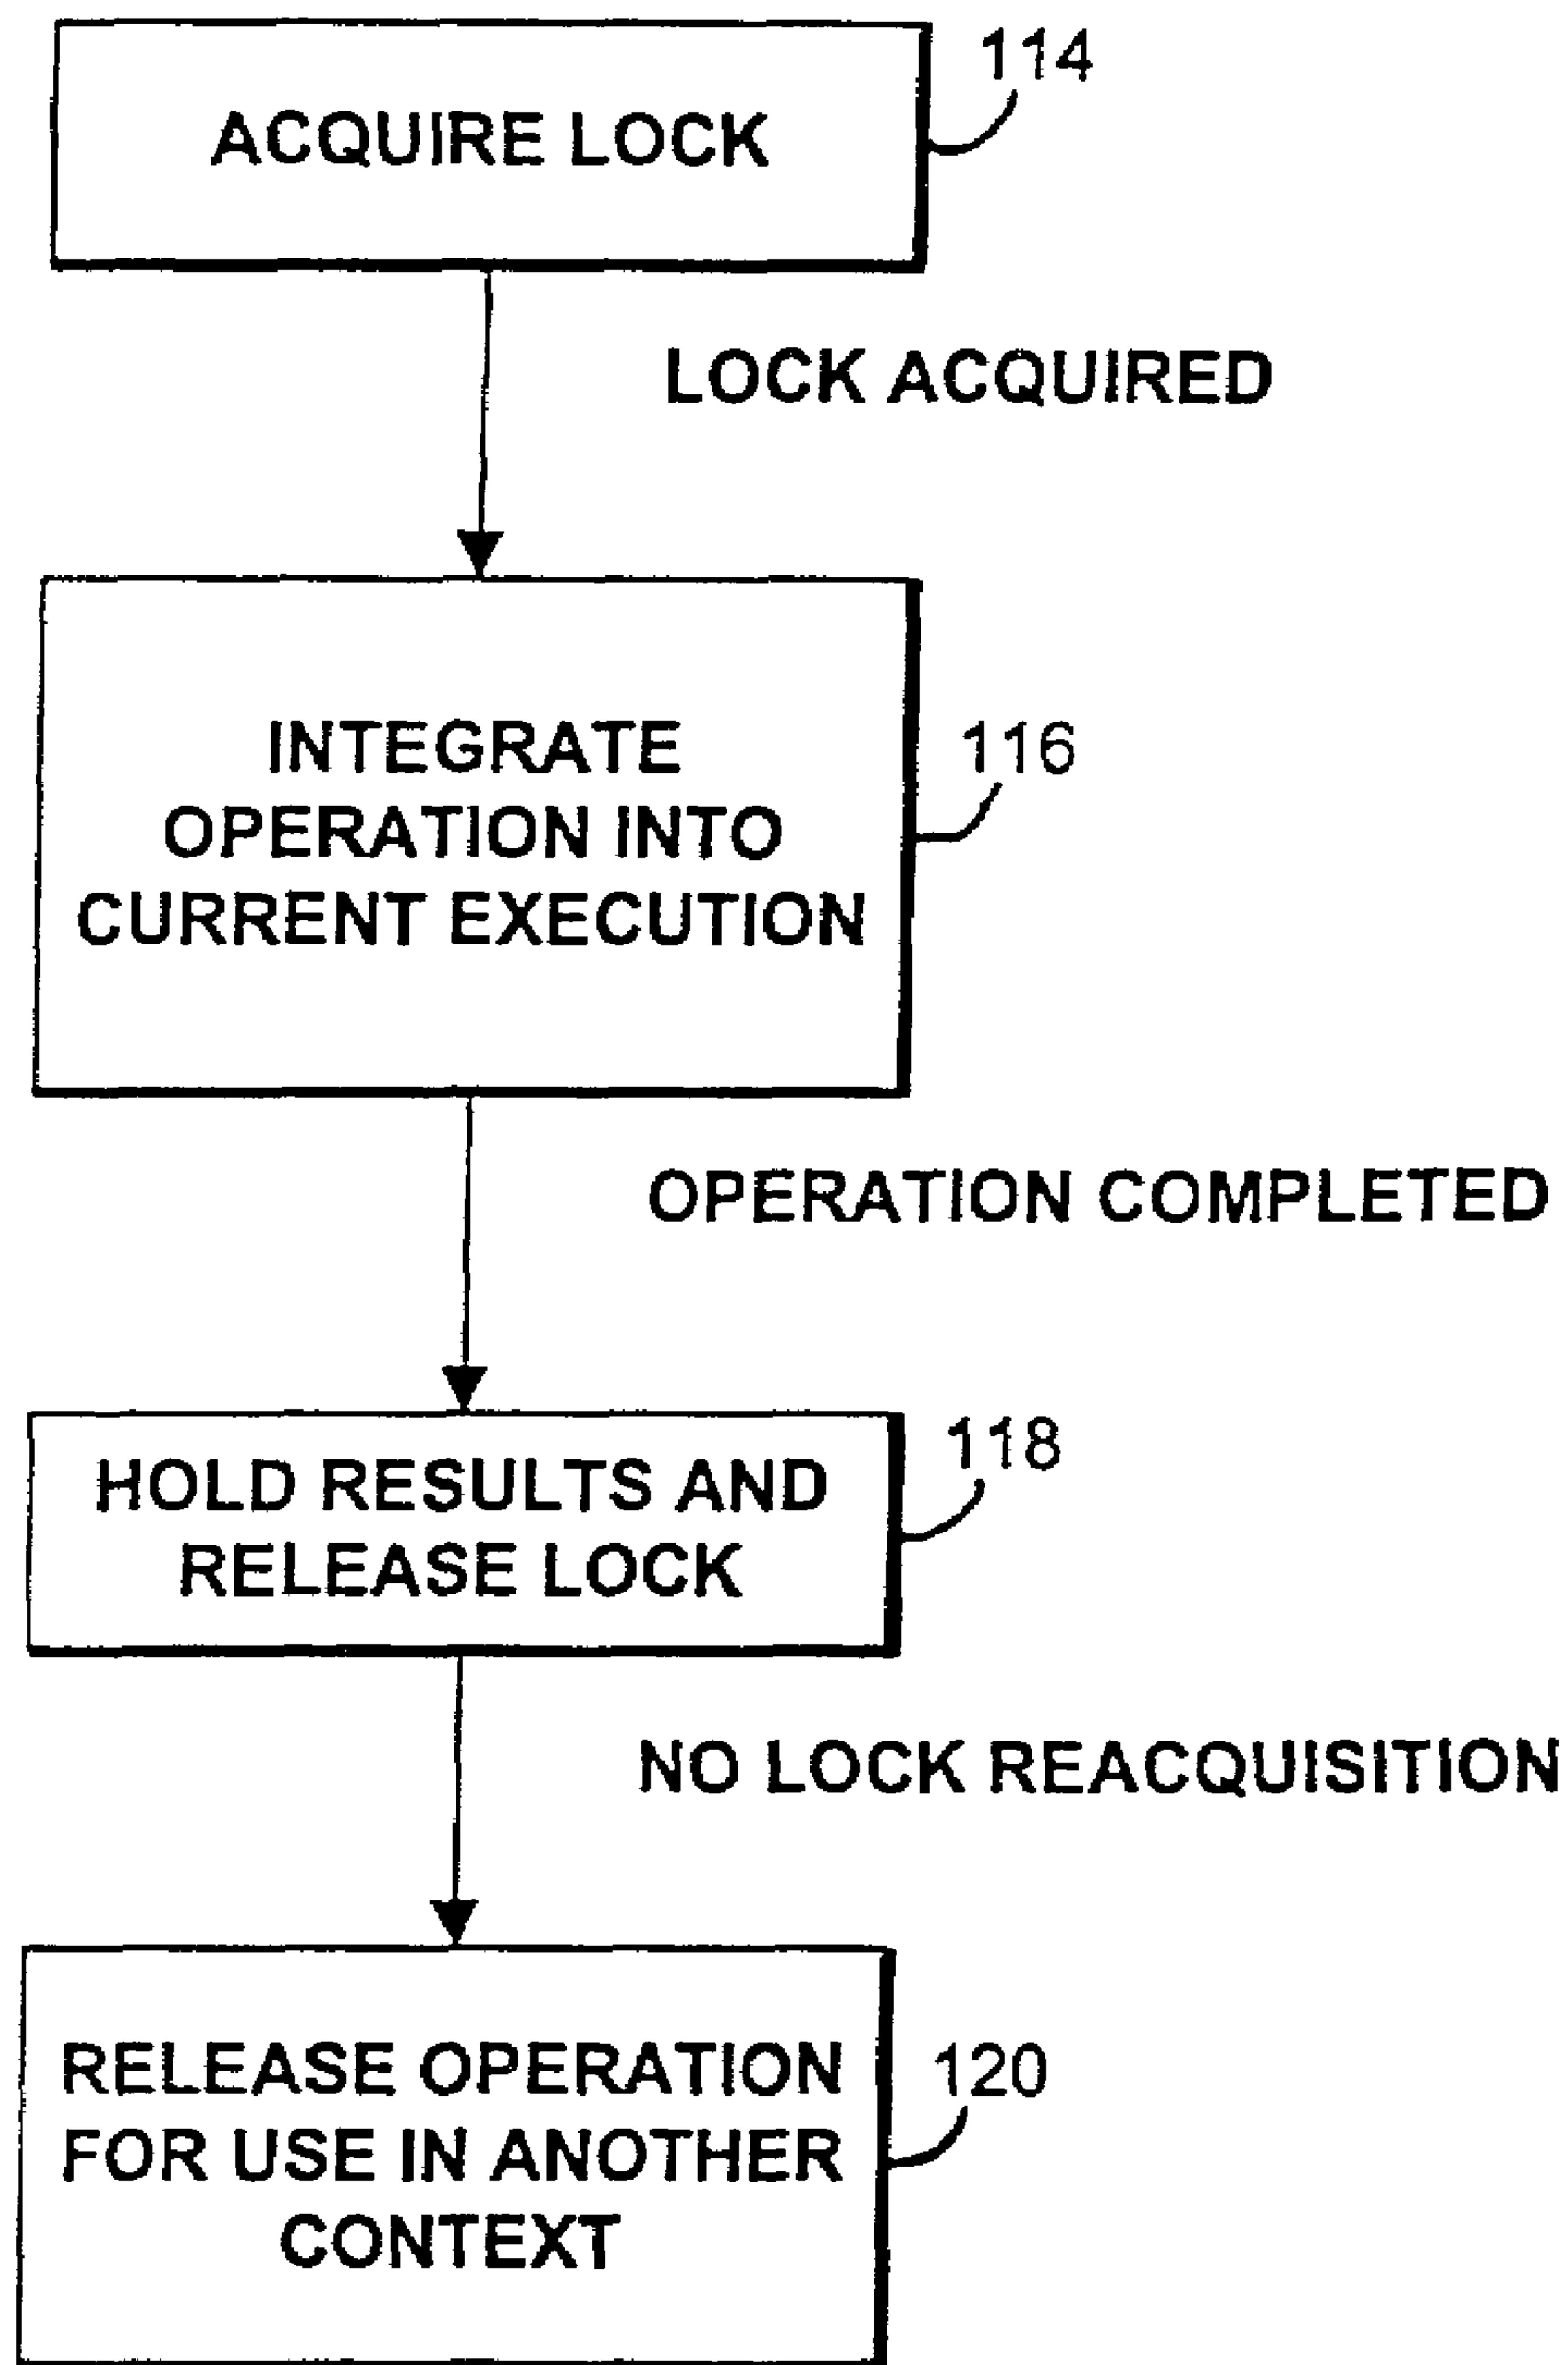 114
ACQUIRE LOCK
LOCK ACQUIRED
INTEGRATE
OPERATION INTO
CURRENT EXECUTION
116
OPERATION COMPLETED
HOLD RESULTS AND
RELEASE LOCK
118
NO LOCK REACQUISITION
RELEASE OPERATION
FOR USE IN ANOTHER
CONTEXT
120